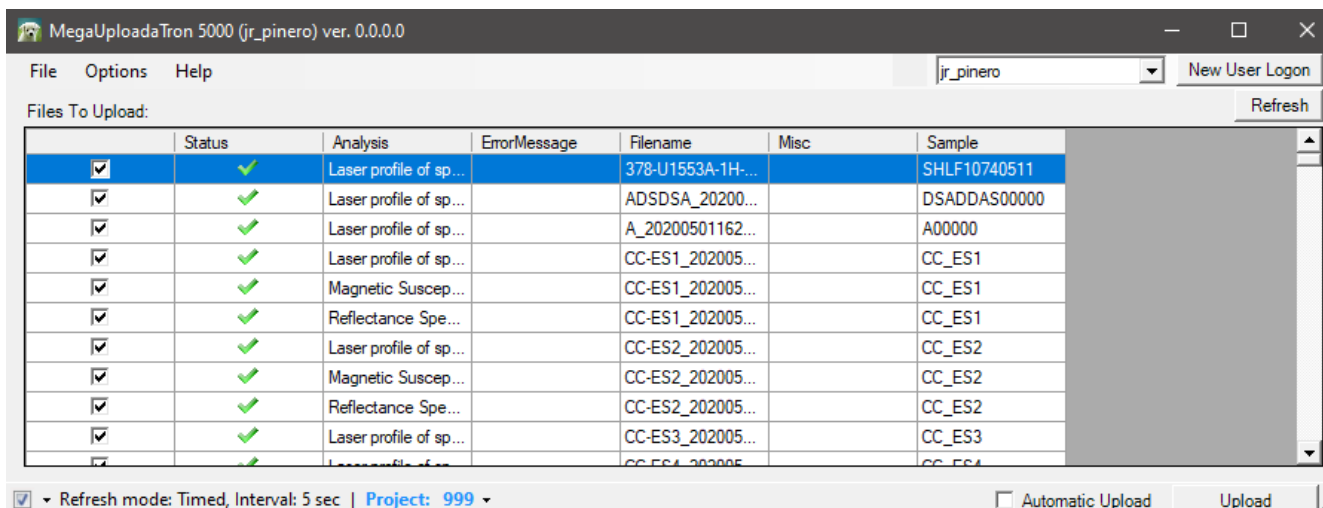 MegaUploadaTron 5000 (jr_pinero) ver. 0.0.0.0
File Options Help jr_pinero New User Logon
Files To Upload: Refresh
Status Analysis ErrorMessage Filename Misc Sample
Laser profile of sp... 378-U1553A-1H-... SHLF10740511
Laser profile of sp... ADSDSA_20200... DSADDAS00000
Laser profile of sp... A_20200501162... A00000
Laser profile of sp... CC-ES1_202005... CC_ES1
Magnetic Suscep... CC-ES1_202005... CC_ES1
Reflectance Spe... CC-ES1_202005... CC_ES1
Laser profile of sp... CC-ES2_202005... CC_ES2
Magnetic Suscep... CC-ES2_202005... CC_ES2
Reflectance Spe... CC-ES2_202005... CC_ES2
Laser profile of sp... CC-ES3_202005... CC_ES3
Refresh mode: Timed, Interval: 5 sec | Project: 999 Automatic Upload Upload